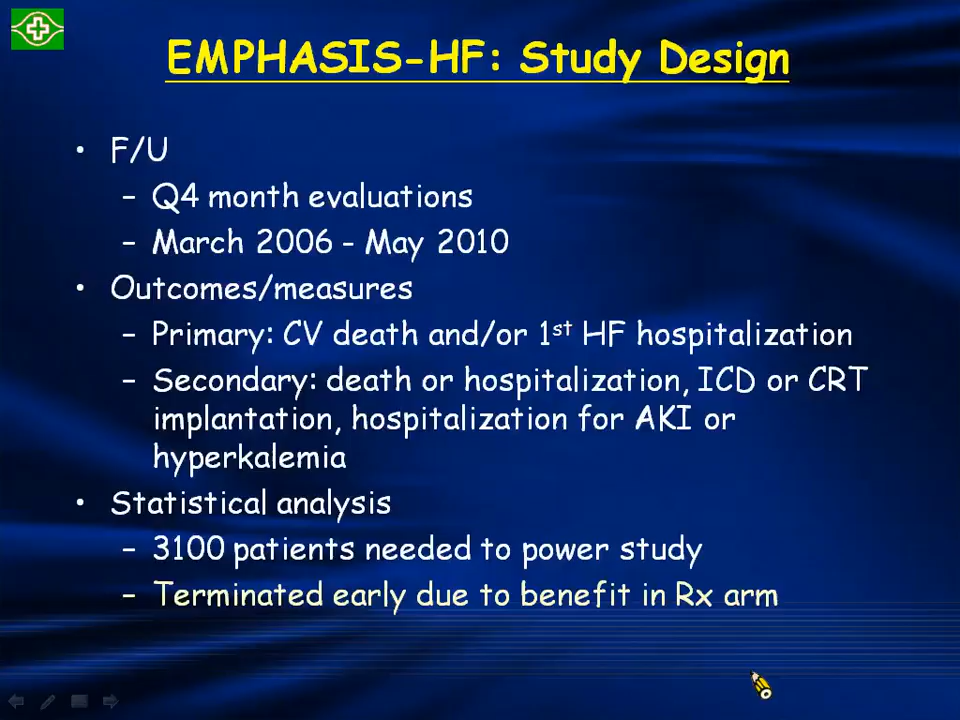 EMPHASIS-HF: Study Design
• F/U
– Q4 month evaluations
– March 2006 - May 2010
• Outcomes/measures
– Primary: CV death and/or 1st HF hospitalization
– Secondary: death or hospitalization, ICD or CRT
implantation, hospitalization for AKI or
hyperkalemia
• Statistical analysis
– 3100 patients needed to power study
– Terminated early due to benefit in Rx arm